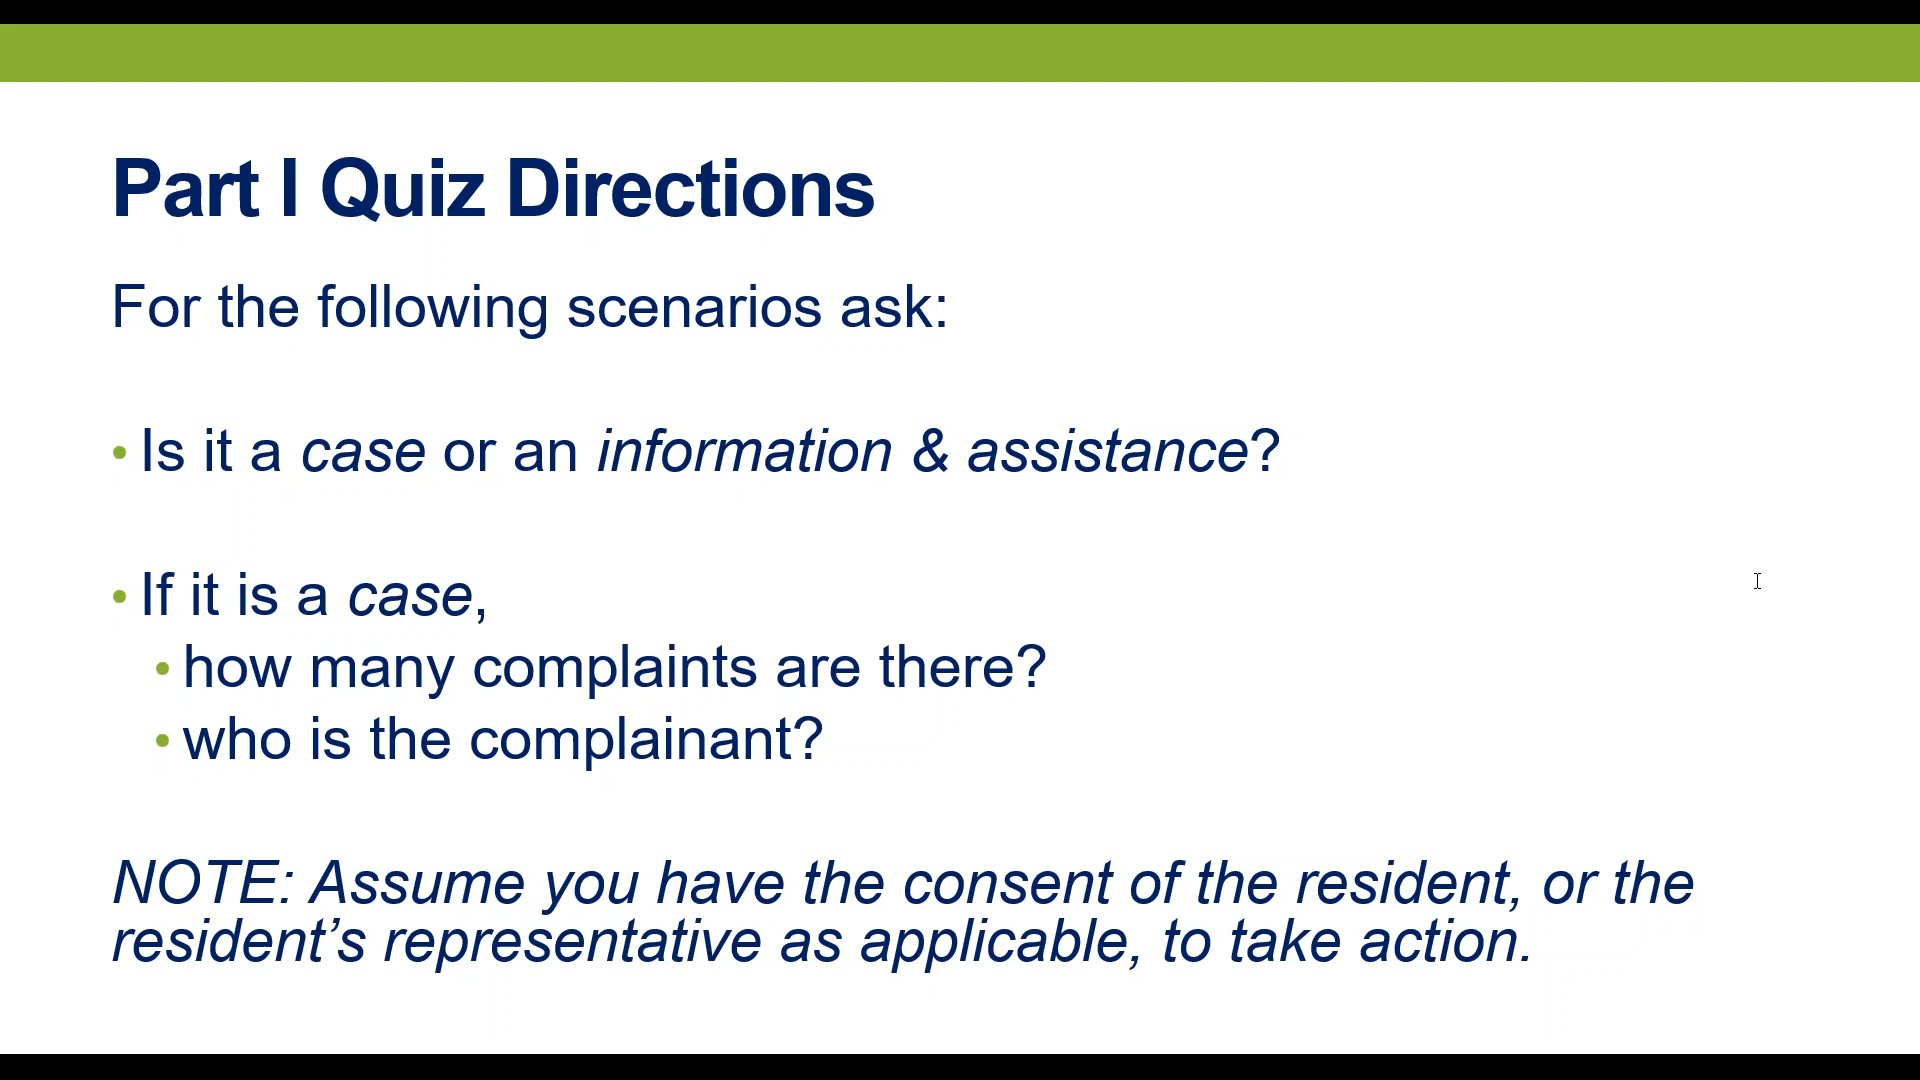 Part I Quiz Directions
For the following scenarios ask:
• Is it a case or an information & assistance?
• If it is a case,
• how many complaints are there?
• who is the complainant?
NOTE: Assume you have the consent of the resident, or the
resident’s representative as applicable, to take action.